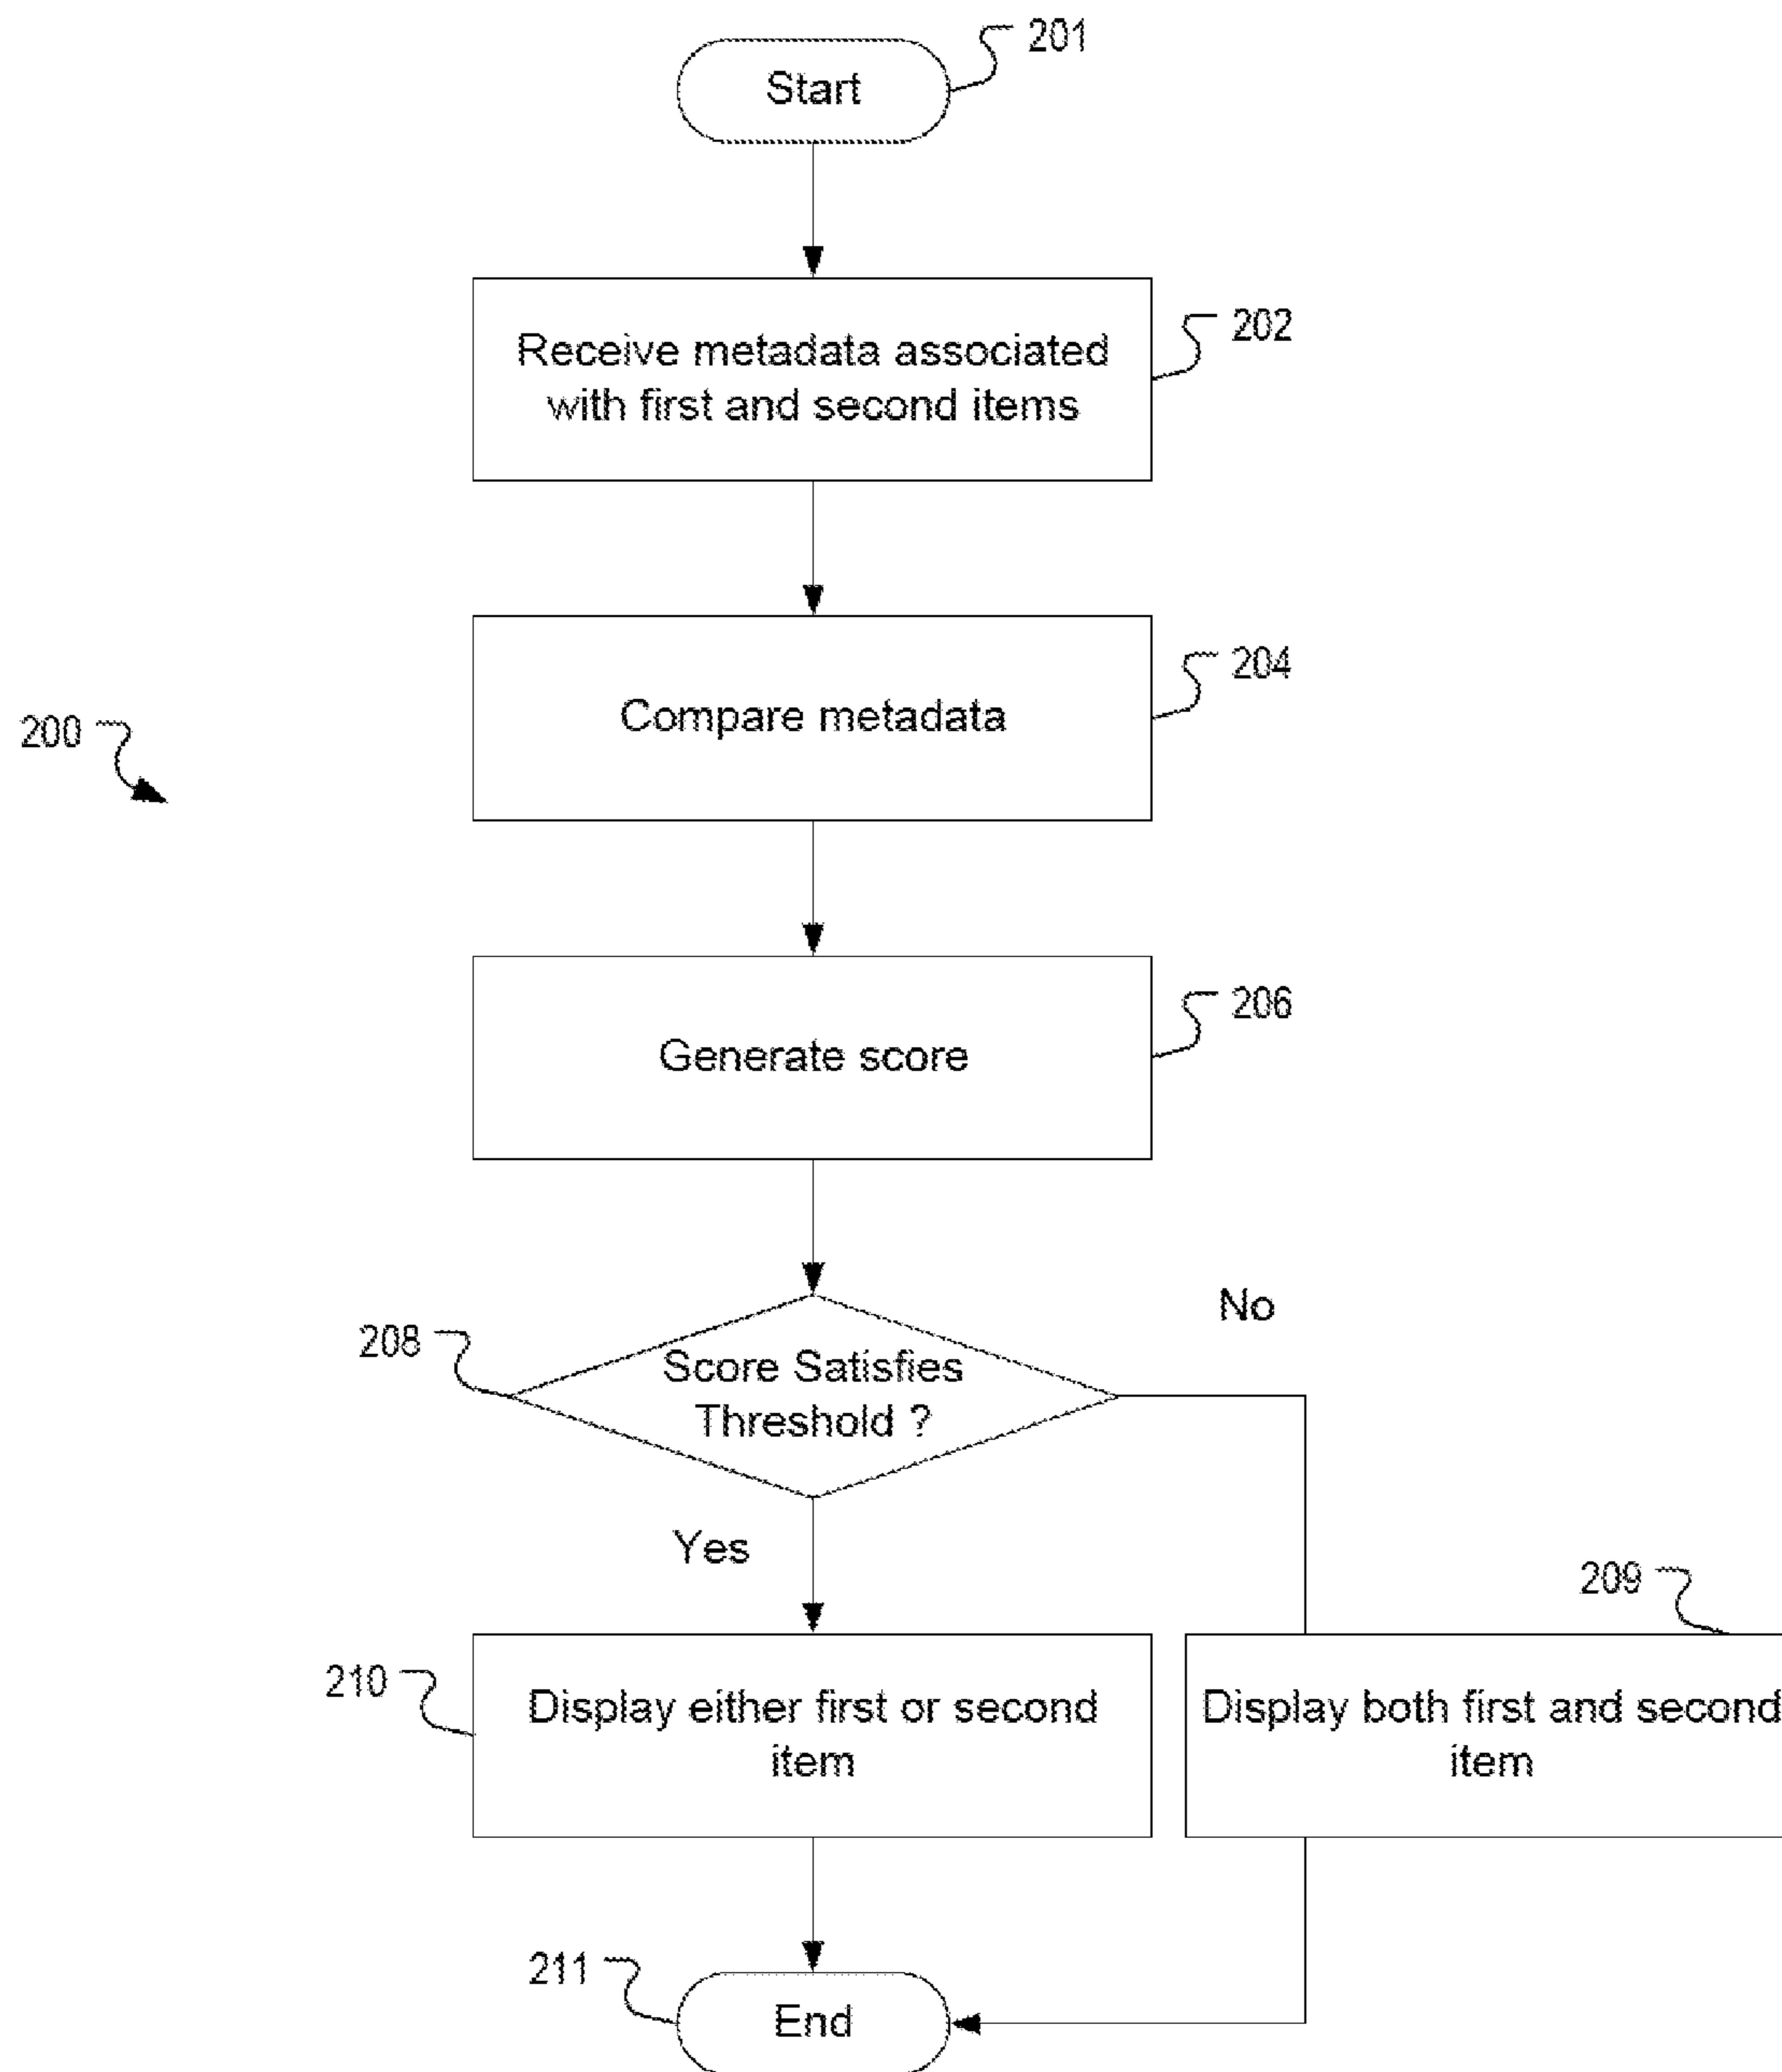 201
Start
202
Receive metadata associated
with first and second items
204
Compare metadata
200
206
Generate score
No
208
Score Satisfies
Threshold ?
Yes
209
210
Display either first or second
item
Display both first and second
item
211
End